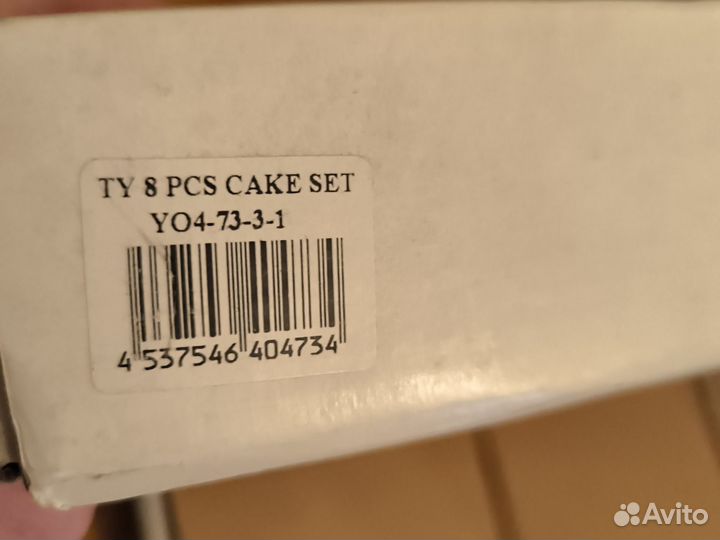 TY 8 PCS CAKE SET
YO4-73-3-1
4 537546 404734
Avito